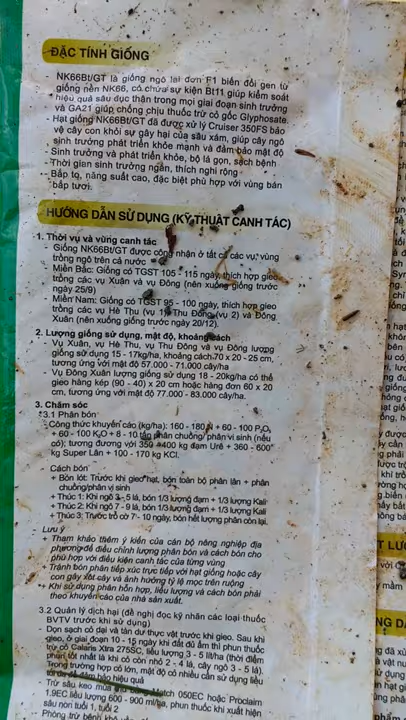 ĐẶC TÍNH GIỐNG
NK66Bt/GT là giống ngô lai đơn F1 biến đổi gen từ
giống nền NK66, có chứa sự kiện Bt11 giúp kiểm soát
hiệu quả sâu đục thân trong mọi giai đoạn sinh trưởng
và GA21 giúp chống chịu thuốc trừ cỏ gốc Glyphosate.
- Hạt giống NK66Bt/GT đã được xử lý Cruiser 350FS bảo
vệ cây con khỏi sự gây hại của sâu xám, giúp cây ngô
sinh trưởng phát triển khỏe mạnh và đảm bảo mật độ
- Sinh trưởng và phát triển khỏe, bộ lá gọn, sạch bệnh
- Thời gian sinh trưởng ngắn, thích nghi rộng
- Bắp to, năng suất cao, đặc biệt phù hợp với vùng bán
bắp tươi.
HƯỚNG DẪN SỬ DỤNG (KỸ THUẬT CANH TÁC)
1. Thời vụ và vùng canh tác
- Giống NK66Bt/GT được công nhận ở tất cả các vụ, vùng
trồng ngô trên cả nước
- Miền Bắc: Giống có TGST 105 - 115 ngày, thích hợp gieo
trồng các vụ Xuân và vụ Đông (nên xuống giống trước
ngày 25/9)
- Miền Nam: Giống có TGST 95 - 100 ngày, thích hợp gieo
trồng các vụ Hè Thu (vụ 1), Thu Đông (vụ 2) và Đông
Xuân (nên xuống giống trước ngày 20/12).
2. Lượng giống sử dụng, mật độ, khoảng cách
- Vụ Xuân, vụ Hè Thu, vụ Thu Đông và vụ Đông lượng
giống sử dụng 15 - 17kg/ha, khoảng cách 70 x 20 - 25 cm,
tương ứng với mật độ 57.000 - 71.000 cây/ha
- Vụ Đông Xuân lượng giống sử dụng 18 - 20kg/ha có thể
gieo hàng kép (90 - 40) x 20 cm hoặc hàng đơn 60 x 20
cm, tương ứng với mật độ 77.000 - 83.000 cây/ha.
3. Chăm sóc
3.1 Phân bón
Công thức khuyến cáo (kg/ha): 160 - 180 N + 60 - 100 P₂O₅
+ 60 - 100 K₂O + 8 - 10 tấn phân chuồng/ phân vi sinh (nếu
có); tương đương với 350 - 400 kg đạm Urê + 360 - 600
kg Super Lân + 100 - 170 kg KCl.
Cách bón
+ Bón lót: Trước khi gieo hạt, bón toàn bộ phân lân + phân
chuồng/phân vi sinh
+ Thúc 1: Khi ngô 3 - 5 lá, bón 1/3 lượng đạm + 1/3 lượng Kali
+ Thúc 2: Khi ngô 7 - 9 lá, bón 1/3 lượng đạm + 1/3 lượng Kali
+ Thúc 3: Trước trổ cờ 7 - 10 ngày, bón hết lượng phân còn lại.
Lưu ý
+ Tham khảo thêm ý kiến của cán bộ nông nghiệp địa
phương để điều chỉnh lượng phân bón và cách bón cho
phù hợp với điều kiện canh tác của từng vùng
+ Tránh bón phân tiếp xúc trực tiếp với hạt giống hoặc cây
con gây xót cây và ảnh hưởng tỷ lệ mọc trên ruộng
+ Khi sử dụng phân hỗn hợp, liều lượng và cách bón phải
theo khuyến cáo của nhà sản xuất.
3.2 Quản lý dịch hại (đề nghị đọc kỹ nhãn các loại thuốc
BVTV trước khi sử dụng)
Dọn sạch cỏ dại và tàn dư thực vật trước khi gieo. Sau khi
gieo, ở giai đoạn 10 - 15 ngày khi đất đủ ẩm thì phun thuốc
trừ cỏ Calaris Xtra 275SC, liều lượng 3 - 5 lít/ha (thời điểm
phun tốt nhất là khi cỏ còn nhỏ 2 - 4 lá, cây ngô 3 - 5 lá).
Trong trường hợp cỏ lớn, mật độ cỏ nhiều cần sử dụng liều
tối đa để đảm bảo hiệu quả
Trừ sâu keo mùa thu bằng Match 050EC hoặc Proclaim
1.9EC liều lượng 600 - 900 ml/ha, phun thuốc khi xuất hiện
sâu non tuổi 1, tuổi 2